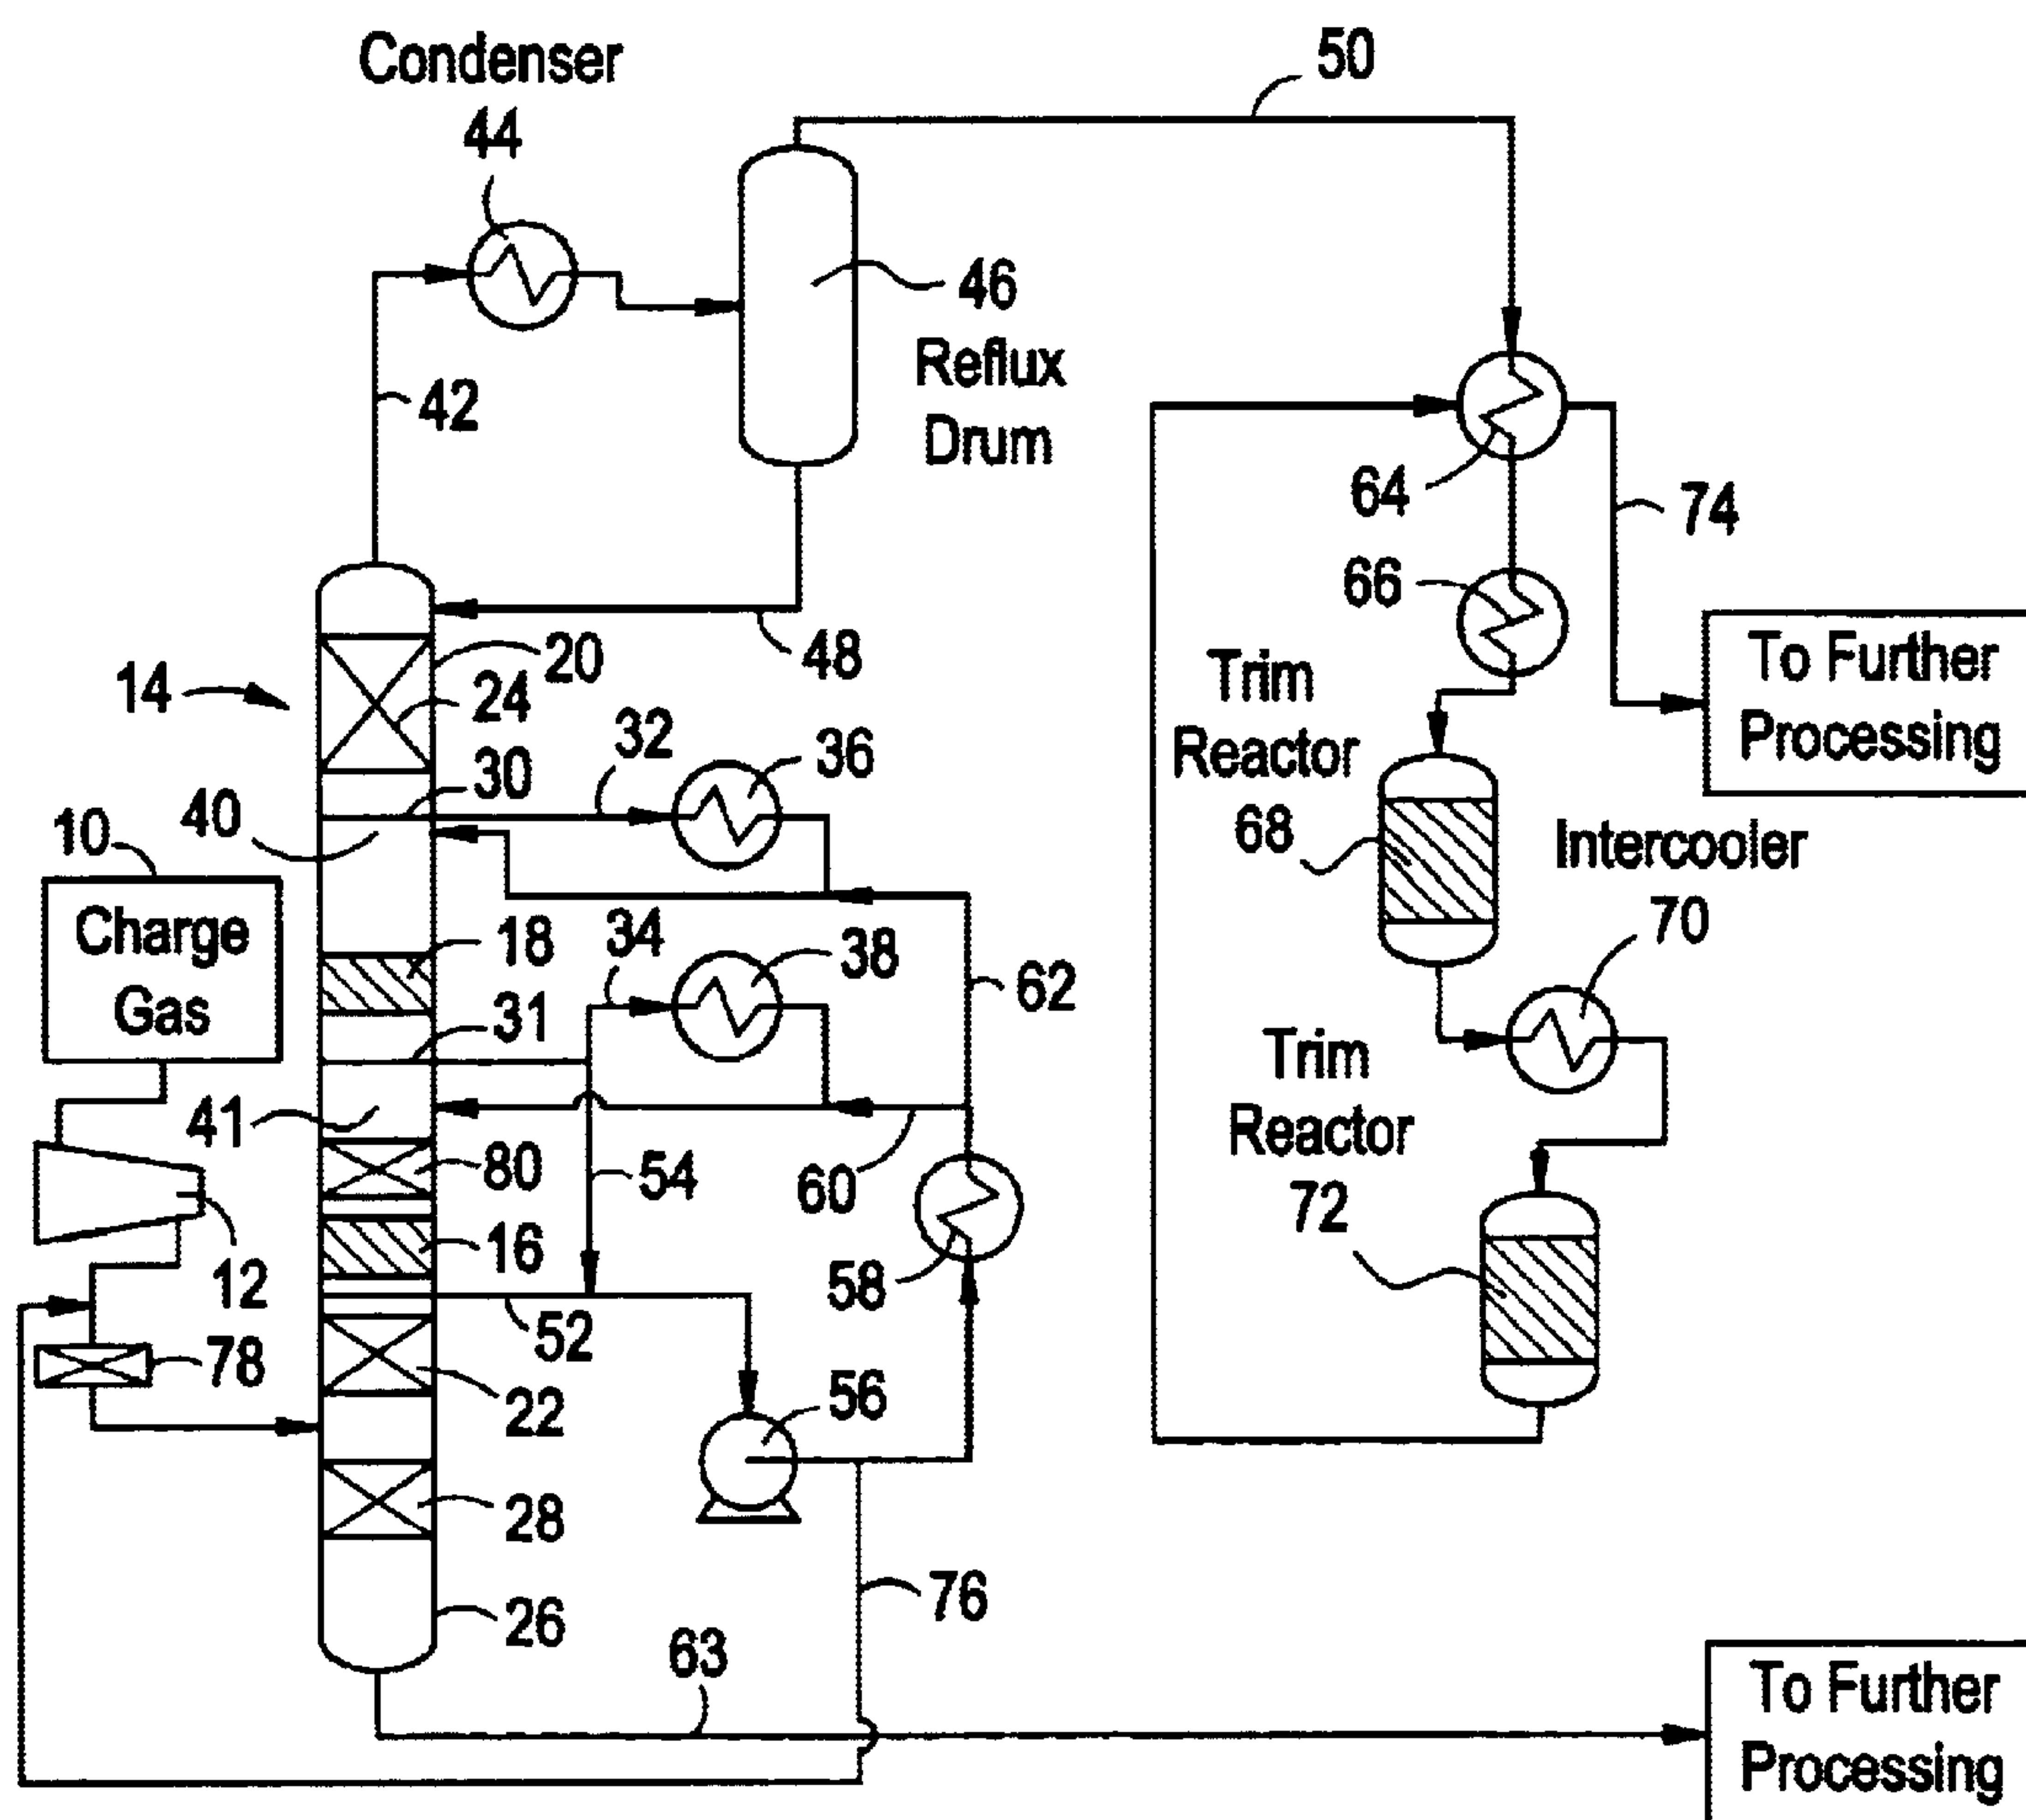 Condenser
44
50
46
Reflux
Drum
42
48
64
74
66
14
20
24
30
32
36
40
To Further
Processing
Trim
Reactor
68
Intercooler
70
10
Charge
Gas
18
34
38
62
31
41
80
54
60
Trim
Reactor
72
16
58
12
52
78
22
56
28
76
26
63
To Further
Processing